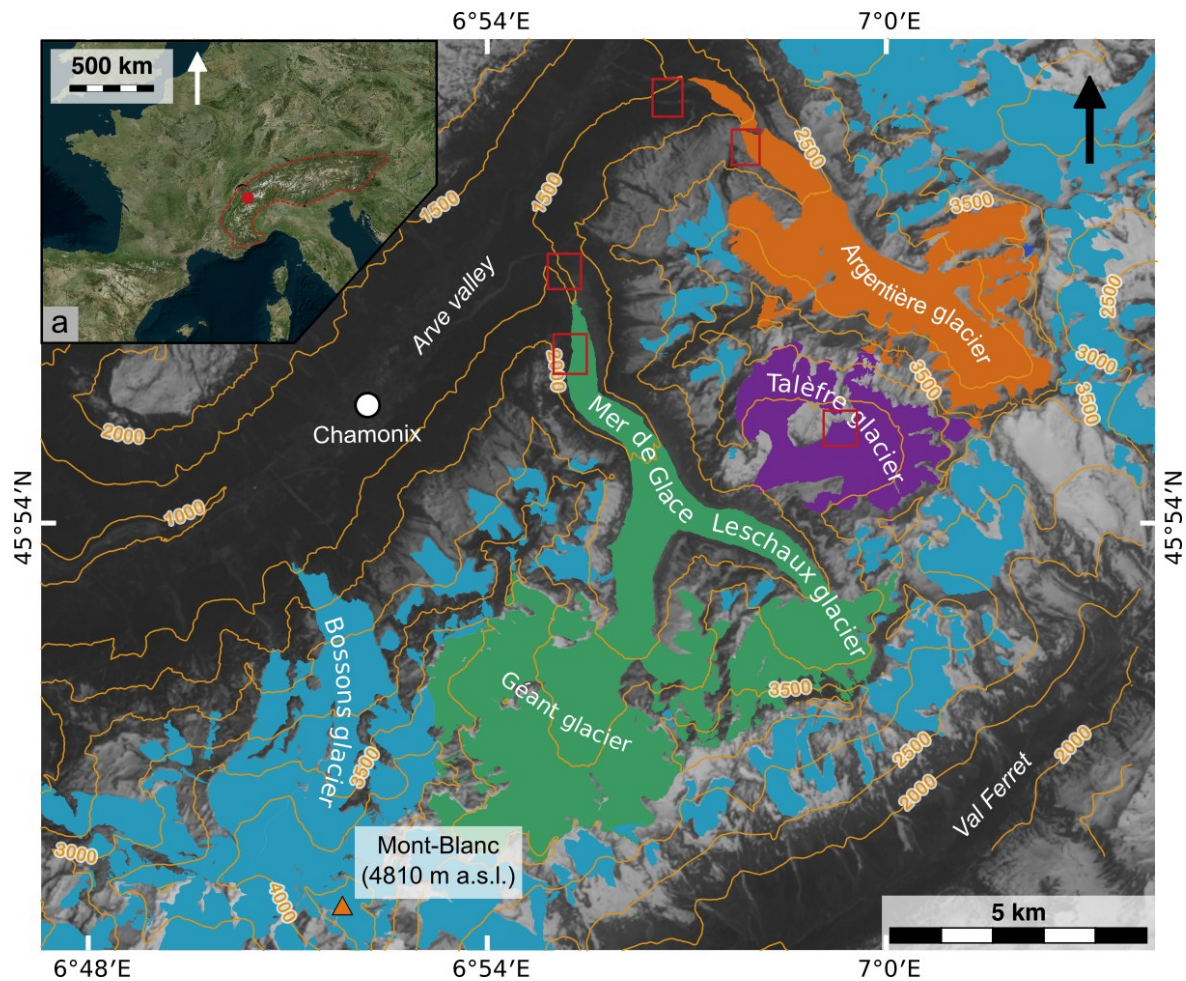 6°54′E
7°0′E
500 km
a
1500
1500
2500
3500
2500
3000
3500
3500
2000
2000
1000
Arve valley
Argentière glacier
Talèfre glacier
Chamonix
Mer de Glace
Leschaux glacier
45°54′N
45°54′N
Bossons glacier
Géant glacier
3500
3500
2500
2000
2000
Val Ferret
3000
4000
Mont-Blanc
(4810 m a.s.l.)
5 km
6°48′E
6°54′E
7°0′E